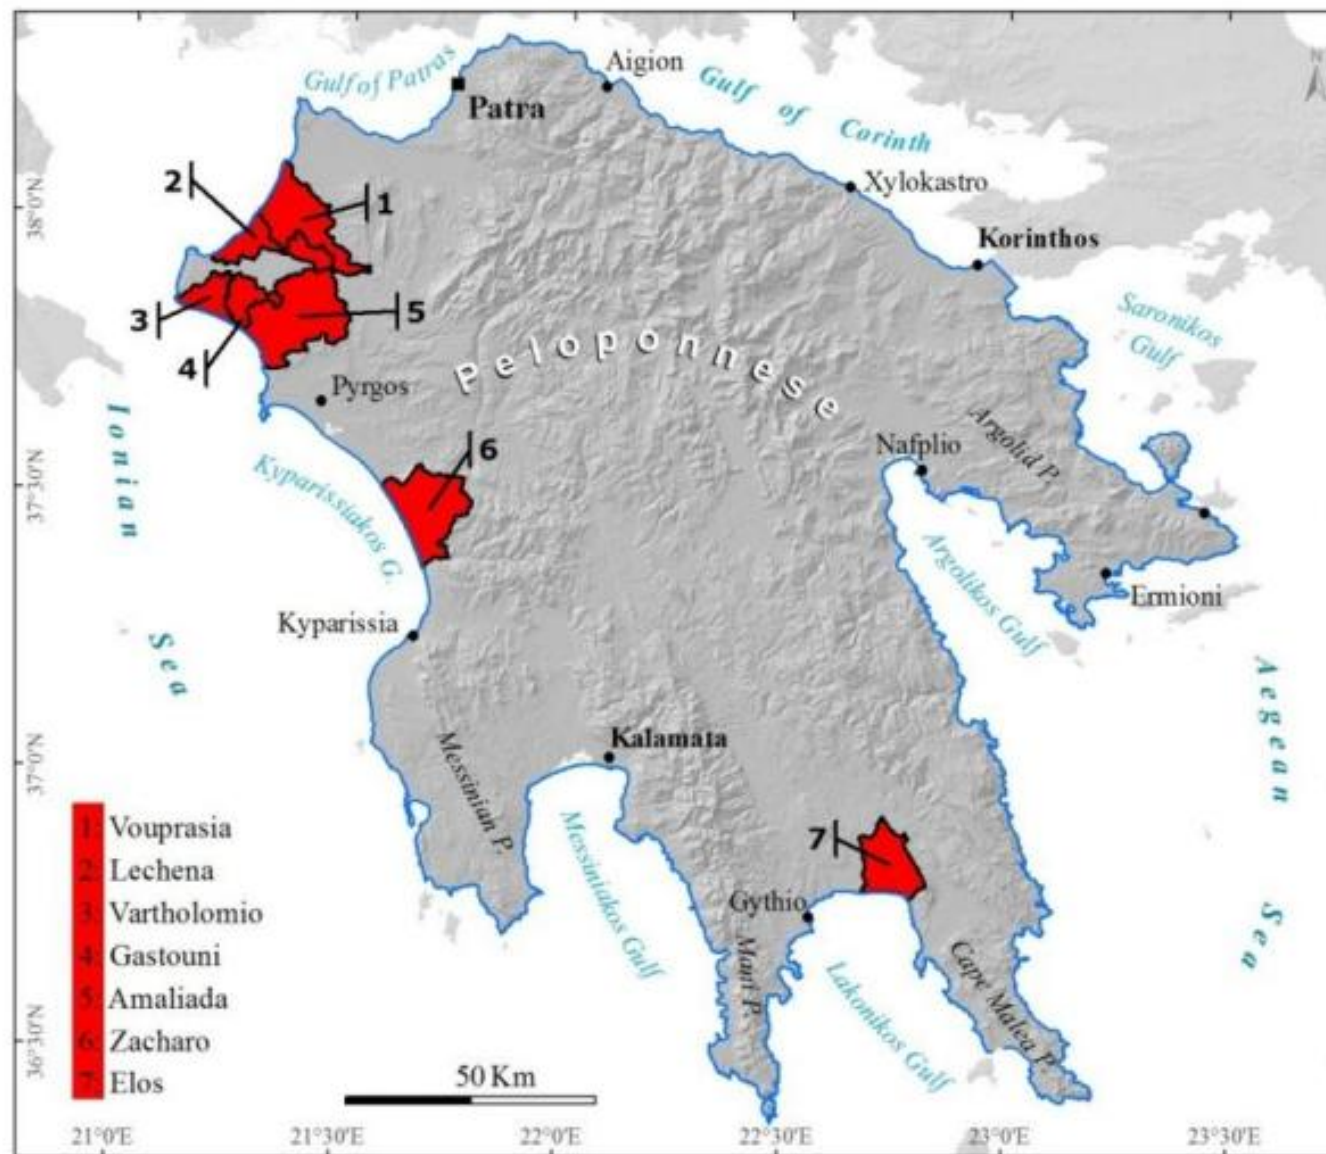 N
Gulf of Patras
Aigion
Gulf of Corinth
Patra
Xylokastro
Korinthos
2
1
3
5
4
Saronikos
Gulf
Peloponnese
Pyrgos
Ionian
Sea
Argolid P.
Nafplio
6
Kyparissiakos G.
Argolikos Gulf
Ermioni
Kyparissia
Aegean
Sea
Messinian P.
Kalamata
Messiniakos Gulf
7
Gythio
Mani P.
Lakonikos Gulf
Cape Malea P.
1: Vouprasia
2: Lechena
3: Vartholomio
4: Gastouni
5: Amaliada
6: Zacharo
7: Elos
50 Km
38°0'N
37°30'N
37°0'N
36°30'N
21°0'E
21°30'E
22°0'E
22°30'E
23°0'E
23°30'E